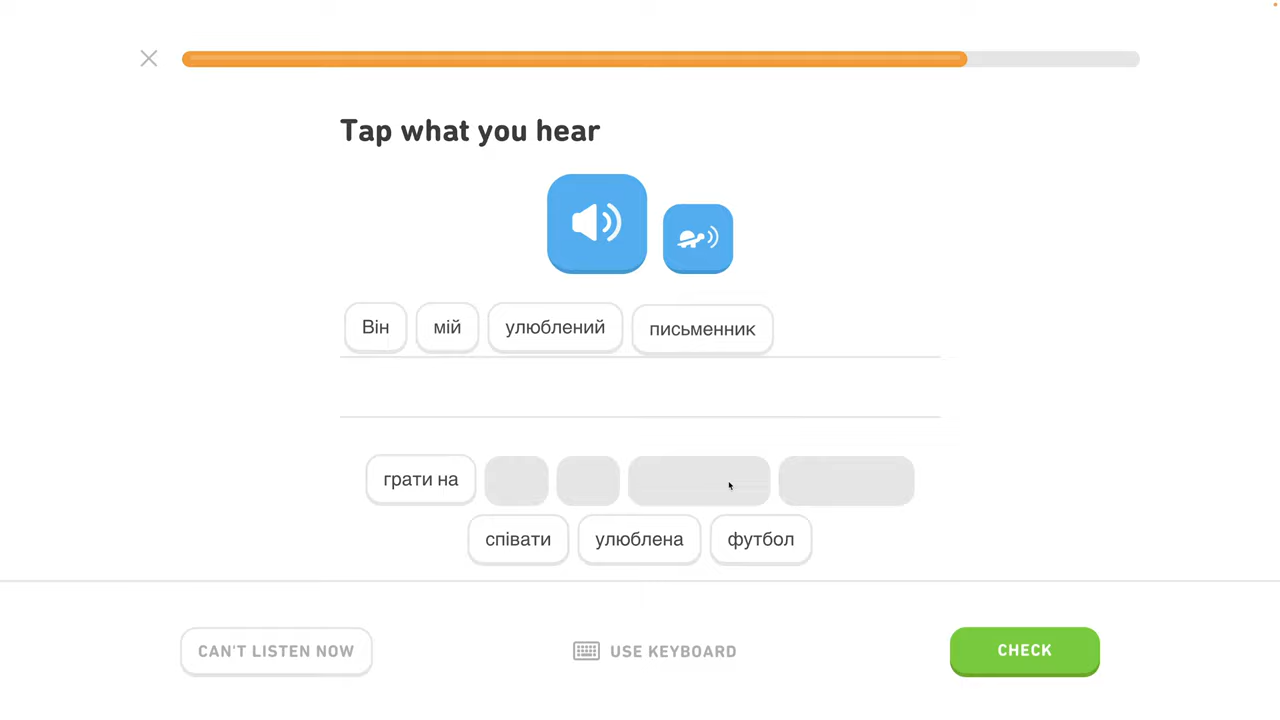 Tap what you hear
Він мій улюблений письменник
грати на
співати улюблена футбол
CAN'T LISTEN NOW USE KEYBOARD CHECK